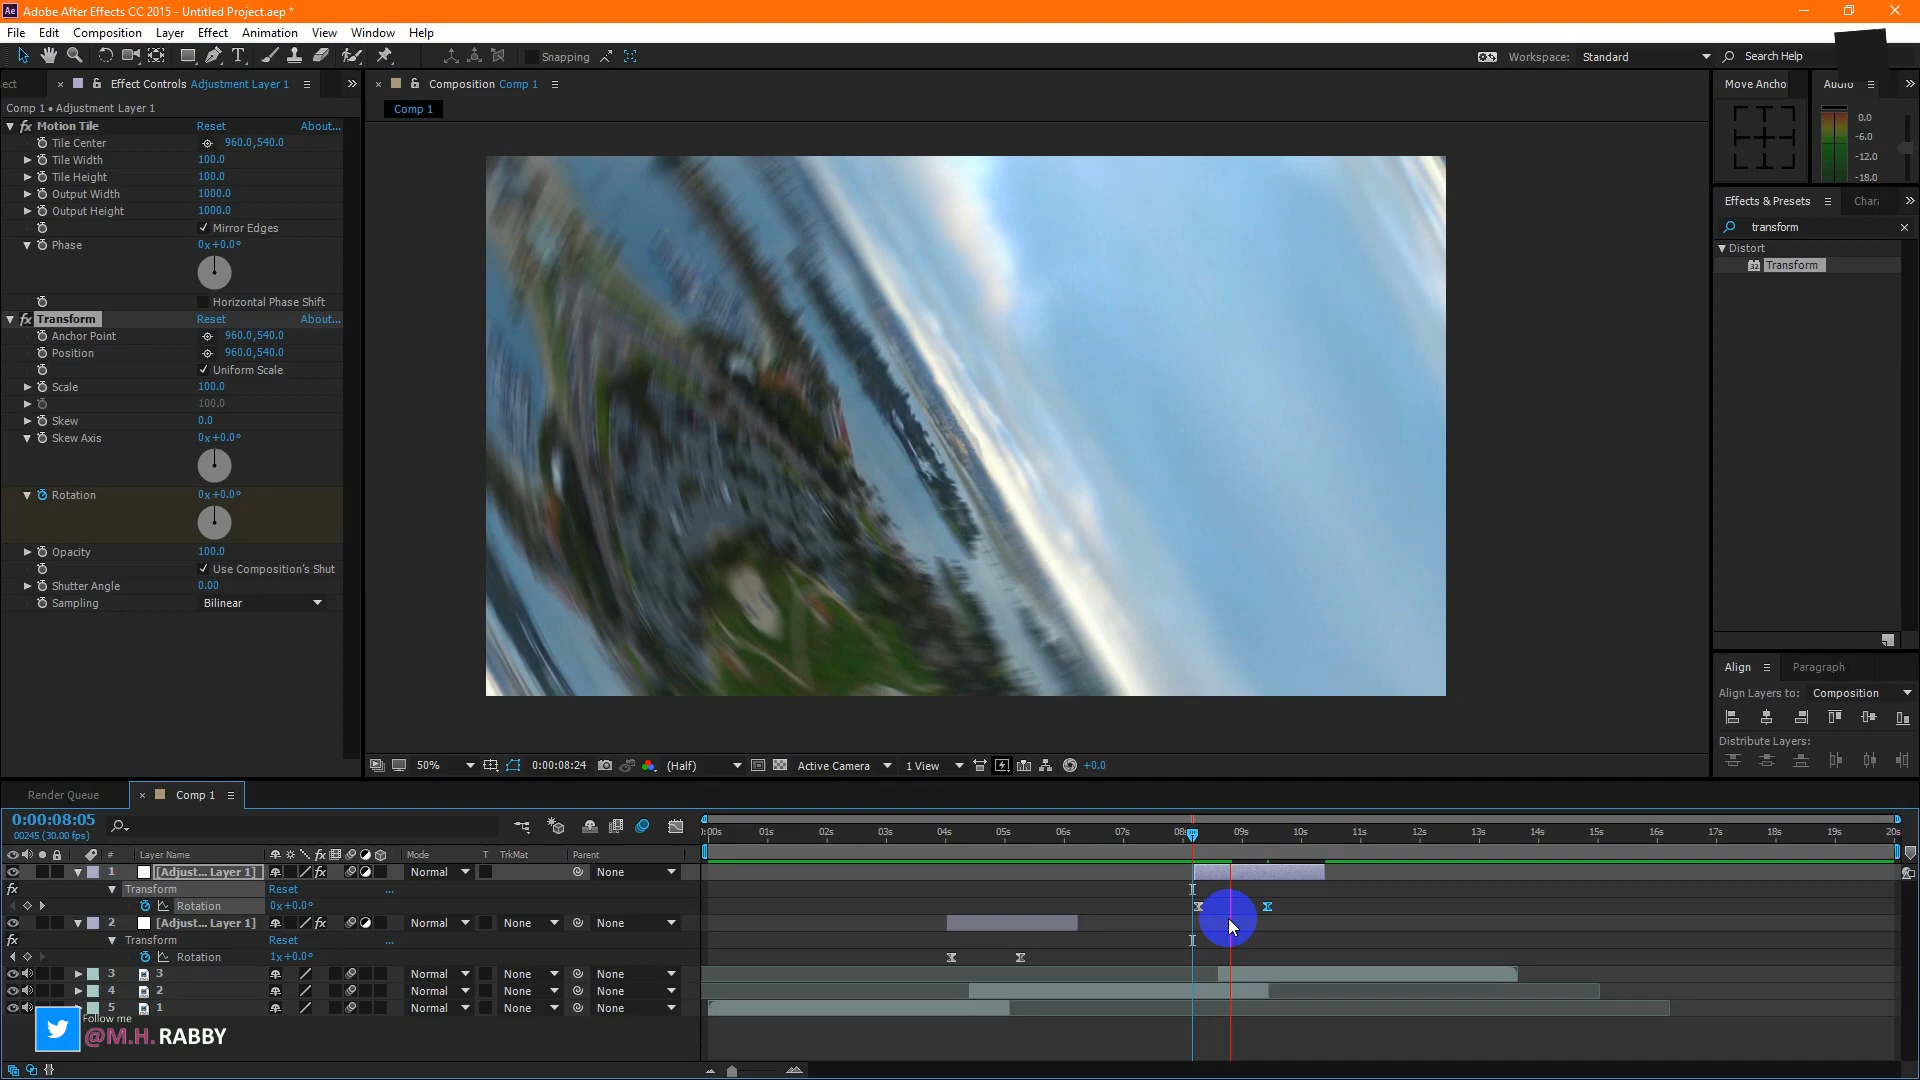 Adobe After Effects CC 2015 - Untitled Project.aep *
File Edit Composition Layer Effect Animation View Window Help
Snapping
Workspace: Standard
Search Help
ect
Effect Controls Adjustment Layer 1
Composition Comp 1
Move Ancho
Audio
Comp 1 • Adjustment Layer 1
Comp 1
Motion Tile Reset About...
Tile Center 960.0,540.0
Tile Width 100.0
Tile Height 100.0
Output Width 1000.0
Output Height 1000.0
Mirror Edges
Phase 0x+0.0°
Horizontal Phase Shift
Transform Reset About...
Anchor Point 960.0,540.0
Position 960.0,540.0
Uniform Scale
Scale 100.0
100.0
Skew 0.0
Skew Axis 0x+0.0°
Rotation 0x+0.0°
Opacity 100.0
Use Composition's Shut
Shutter Angle 0.00
Sampling Bilinear
0.0
-6.0
-12.0
-18.0
Effects & Presets Chara
transform
Distort
32 Transform
Align Paragraph
Align Layers to: Composition
Distribute Layers:
50% 0:00:08:24 (Half) Active Camera 1 View +0.0
Render Queue Comp 1
0:00:08:05
00245 (30.00 fps)
:00s 01s 02s 03s 04s 05s 06s 07s 08s 09s 10s 11s 12s 13s 14s 15s 16s 17s 18s 19s 20s
# Layer Name Mode T TrkMat Parent
1 [Adjust... Layer 1] Normal None
Transform Reset ...
Rotation 0x+0.0°
2 [Adjust... Layer 1] Normal None None
Transform Reset ...
Rotation 1x+0.0°
3 3 Normal None None
4 2 Normal None None
5 1 Normal None None
Follow me
@M.H. RABBY